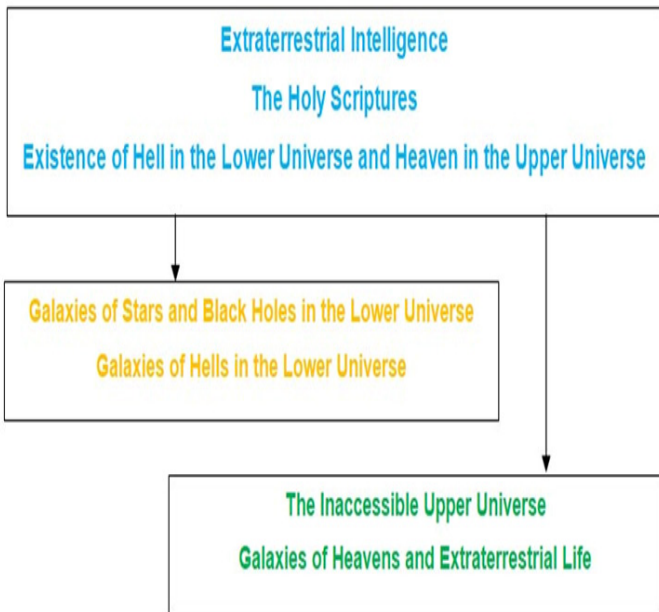 Extraterrestrial Intelligence
The Holy Scriptures
Existence of Hell in the Lower Universe and Heaven in the Upper Universe
Galaxies of Stars and Black Holes in the Lower Universe
Galaxies of Hells in the Lower Universe
The Inaccessible Upper Universe
Galaxies of Heavens and Extraterrestrial Life